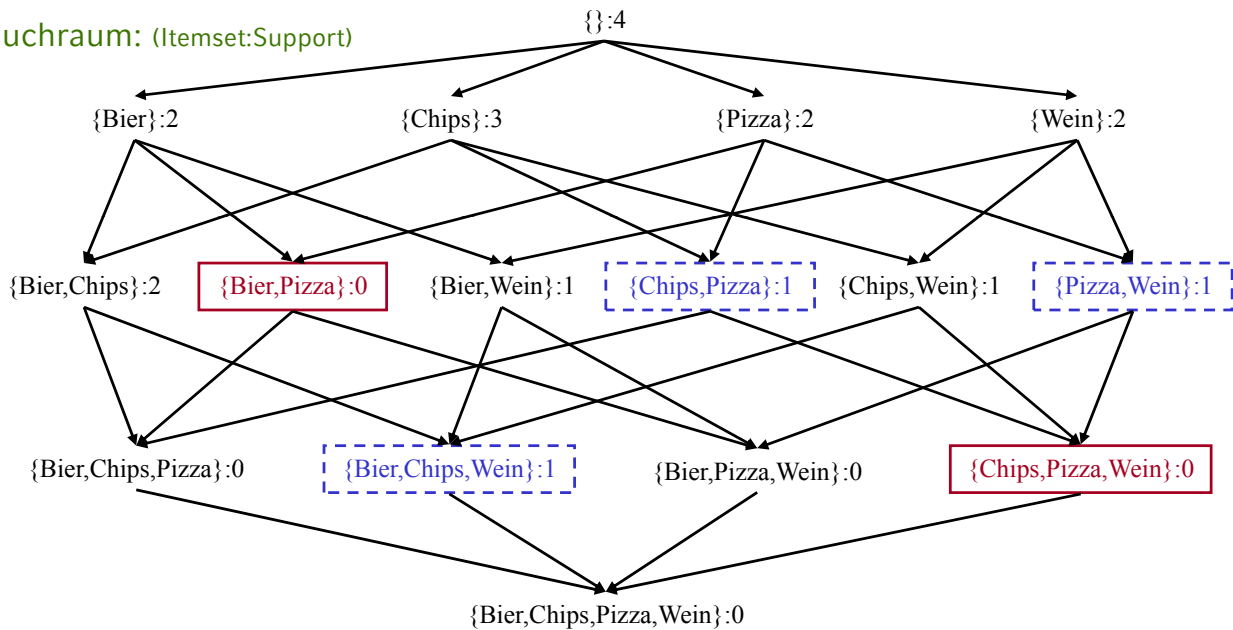 {}:4
uchraum: (Itemset:Support)
{Bier}:2 {Chips}:3 {Pizza}:2 {Wein}:2
{Bier,Chips}:2 {Bier,Pizza}:0 {Bier,Wein}:1 {Chips,Pizza}:1 {Chips,Wein}:1 {Pizza,Wein}:1
{Bier,Chips,Pizza}:0 {Bier,Chips,Wein}:1 {Bier,Pizza,Wein}:0 {Chips,Pizza,Wein}:0
{Bier,Chips,Pizza,Wein}:0